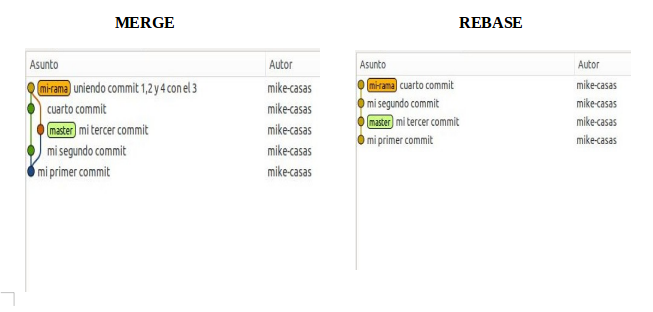 MERGE
Asunto Autor
mi-rama uniendo commit 1,2 y 4 con el 3 mike-casas
cuarto commit mike-casas
master mi tercer commit mike-casas
mi segundo commit mike-casas
mi primer commit mike-casas
REBASE
Asunto Autor
mi-rama cuarto commit mike-casas
mi segundo commit mike-casas
master mi tercer commit mike-casas
mi primer commit mike-casas